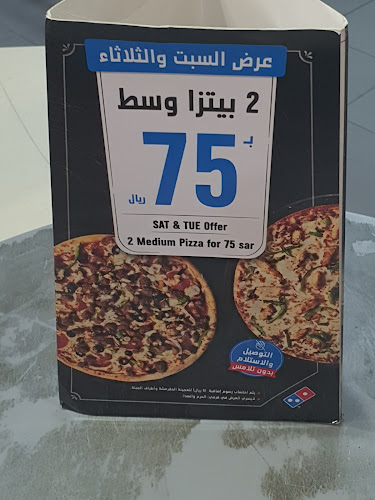 عرض السبت والثلاثاء
2 بيتزا وسط
بـ
75
ريال
SAT & TUE Offer
2 Medium Pizza for 75 sar
التوصيل
والاستلام
بدون تلامس